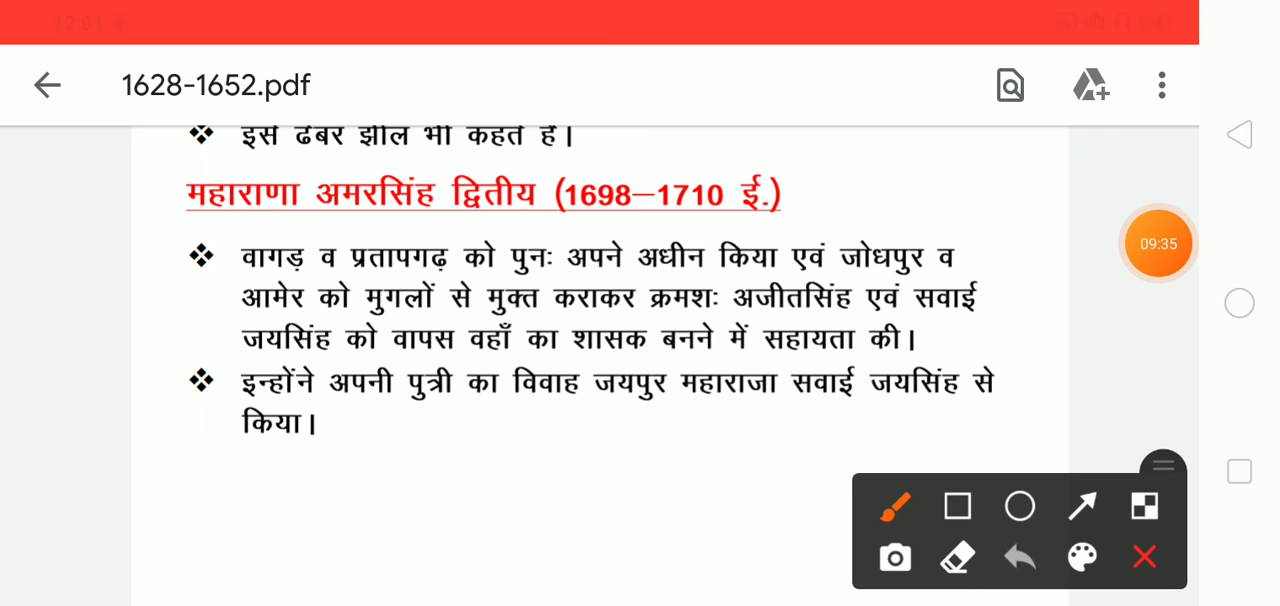 12:01
1628-1652.pdf
❖ इसे ढेबर झील भी कहते हैं।
महाराणा अमरसिंह द्वितीय (1698–1710 ई.)
❖ वागड़ व प्रतापगढ़ को पुनः अपने अधीन किया एवं जोधपुर व
आमेर को मुगलों से मुक्त कराकर क्रमशः अजीतसिंह एवं सवाई
जयसिंह को वापस वहाँ का शासक बनने में सहायता की।
09:35
❖ इन्होंने अपनी पुत्री का विवाह जयपुर महाराजा सवाई जयसिंह से
किया।